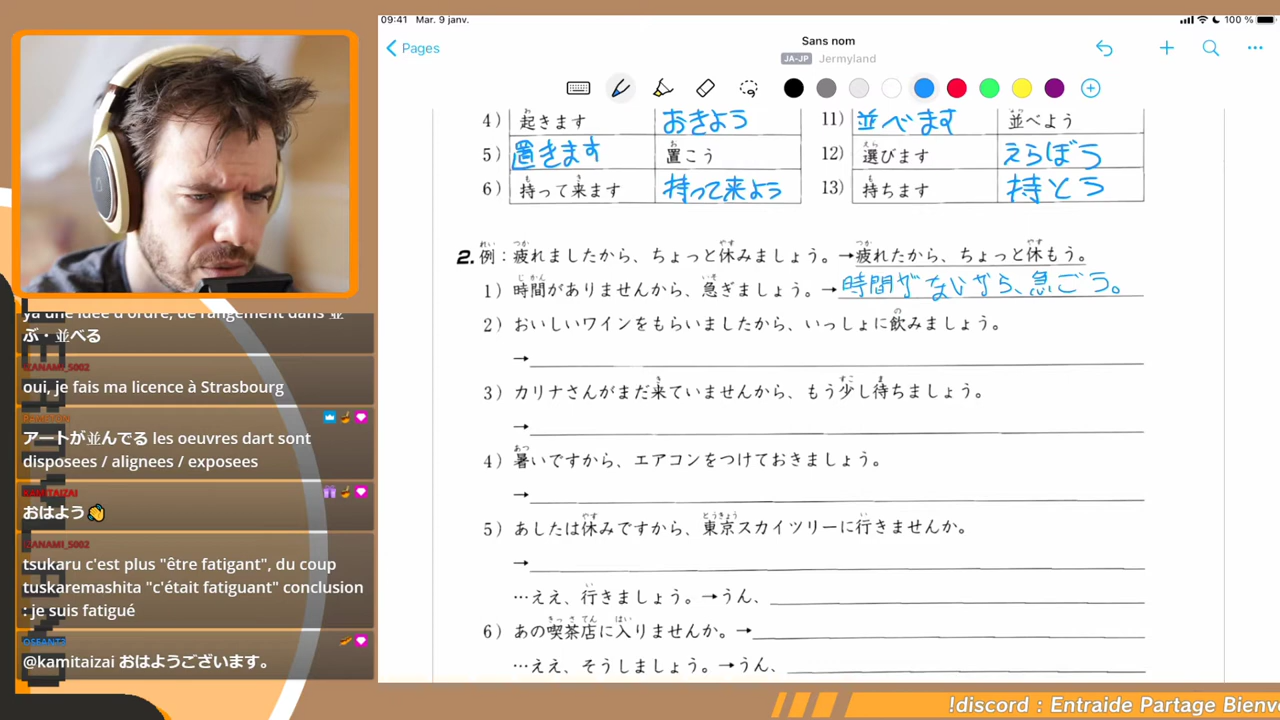 09:41 Mar. 9 janv.
100 %
Pages
Sans nom
JA-JP Jermyland
4) 起きます おきよう 11) 並べます 並べよう
5) 置きます 置こう 12) 選びます えらぼう
6) 持って来ます 持って来よう 13) 持ちます 持とう
2. 例：疲れましたから、ちょっと休みましょう。→疲れたから、ちょっと休もう。
1) 時間がありませんから、急ぎましょう。→時間がないから、急ごう。
2) おいしいワインをもらいましたから、いっしょに飲みましょう。
→
3) カリナさんがまだ来ていませんから、もう少し待ちましょう。
→
4) 暑いですから、エアコンをつけておきましょう。
→
5) あしたは休みですから、東京スカイツリーに行きませんか。
→
…ええ、行きましょう。→うん、
6) あの喫茶店に入りませんか。→
…ええ、そうしましょう。→うん、
ya une idée d'ordre, de rangement dans 並
ぶ・並べる
IZANAMI_5002
oui, je fais ma licence à Strasbourg
アートが並んでる les oeuvres dart sont
disposees / alignees / exposees
KAMITAIZAI
おはよう
IZANAMI_5002
tsukaru c'est plus "être fatigant", du coup
tuskaremashita "c'était fatiguant" conclusion
: je suis fatigué
@kamitaizai おはようございます。
!discord : Entraide Partage Bienv